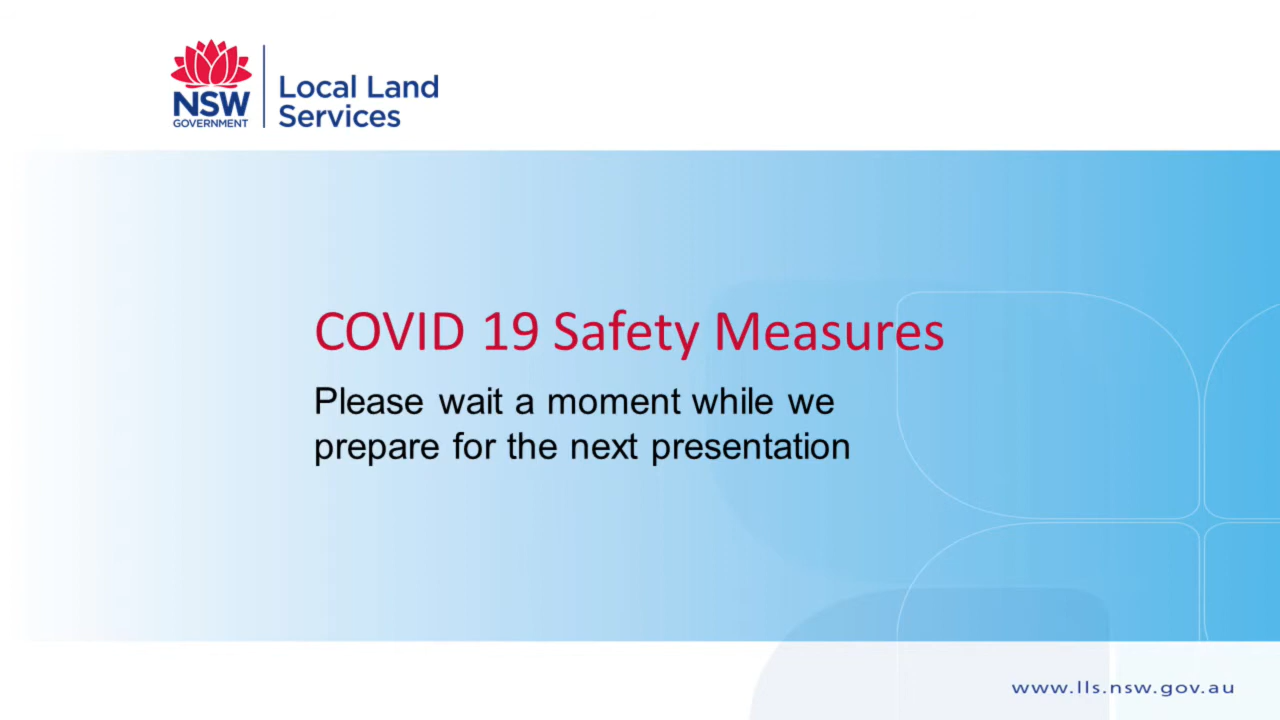 NSW
GOVERNMENT
Local Land
Services
COVID 19 Safety Measures
Please wait a moment while we
prepare for the next presentation
www.lls.nsw.gov.au